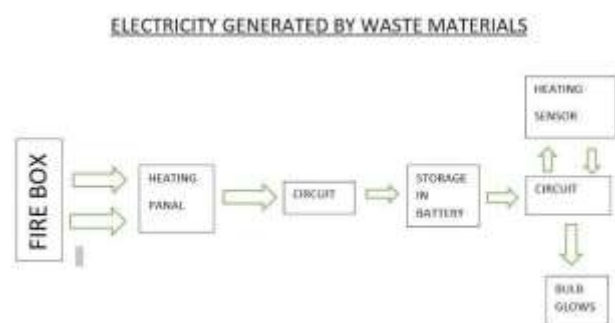 ELECTRICITY GENERATED BY WASTE MATERIALS
FIRE BOX
HEATING
PANAL
CIRCUIT
STORAGE
IN
BATTERY
HEATING
SENSOR
CIRCUIT
BULB
GLOWS